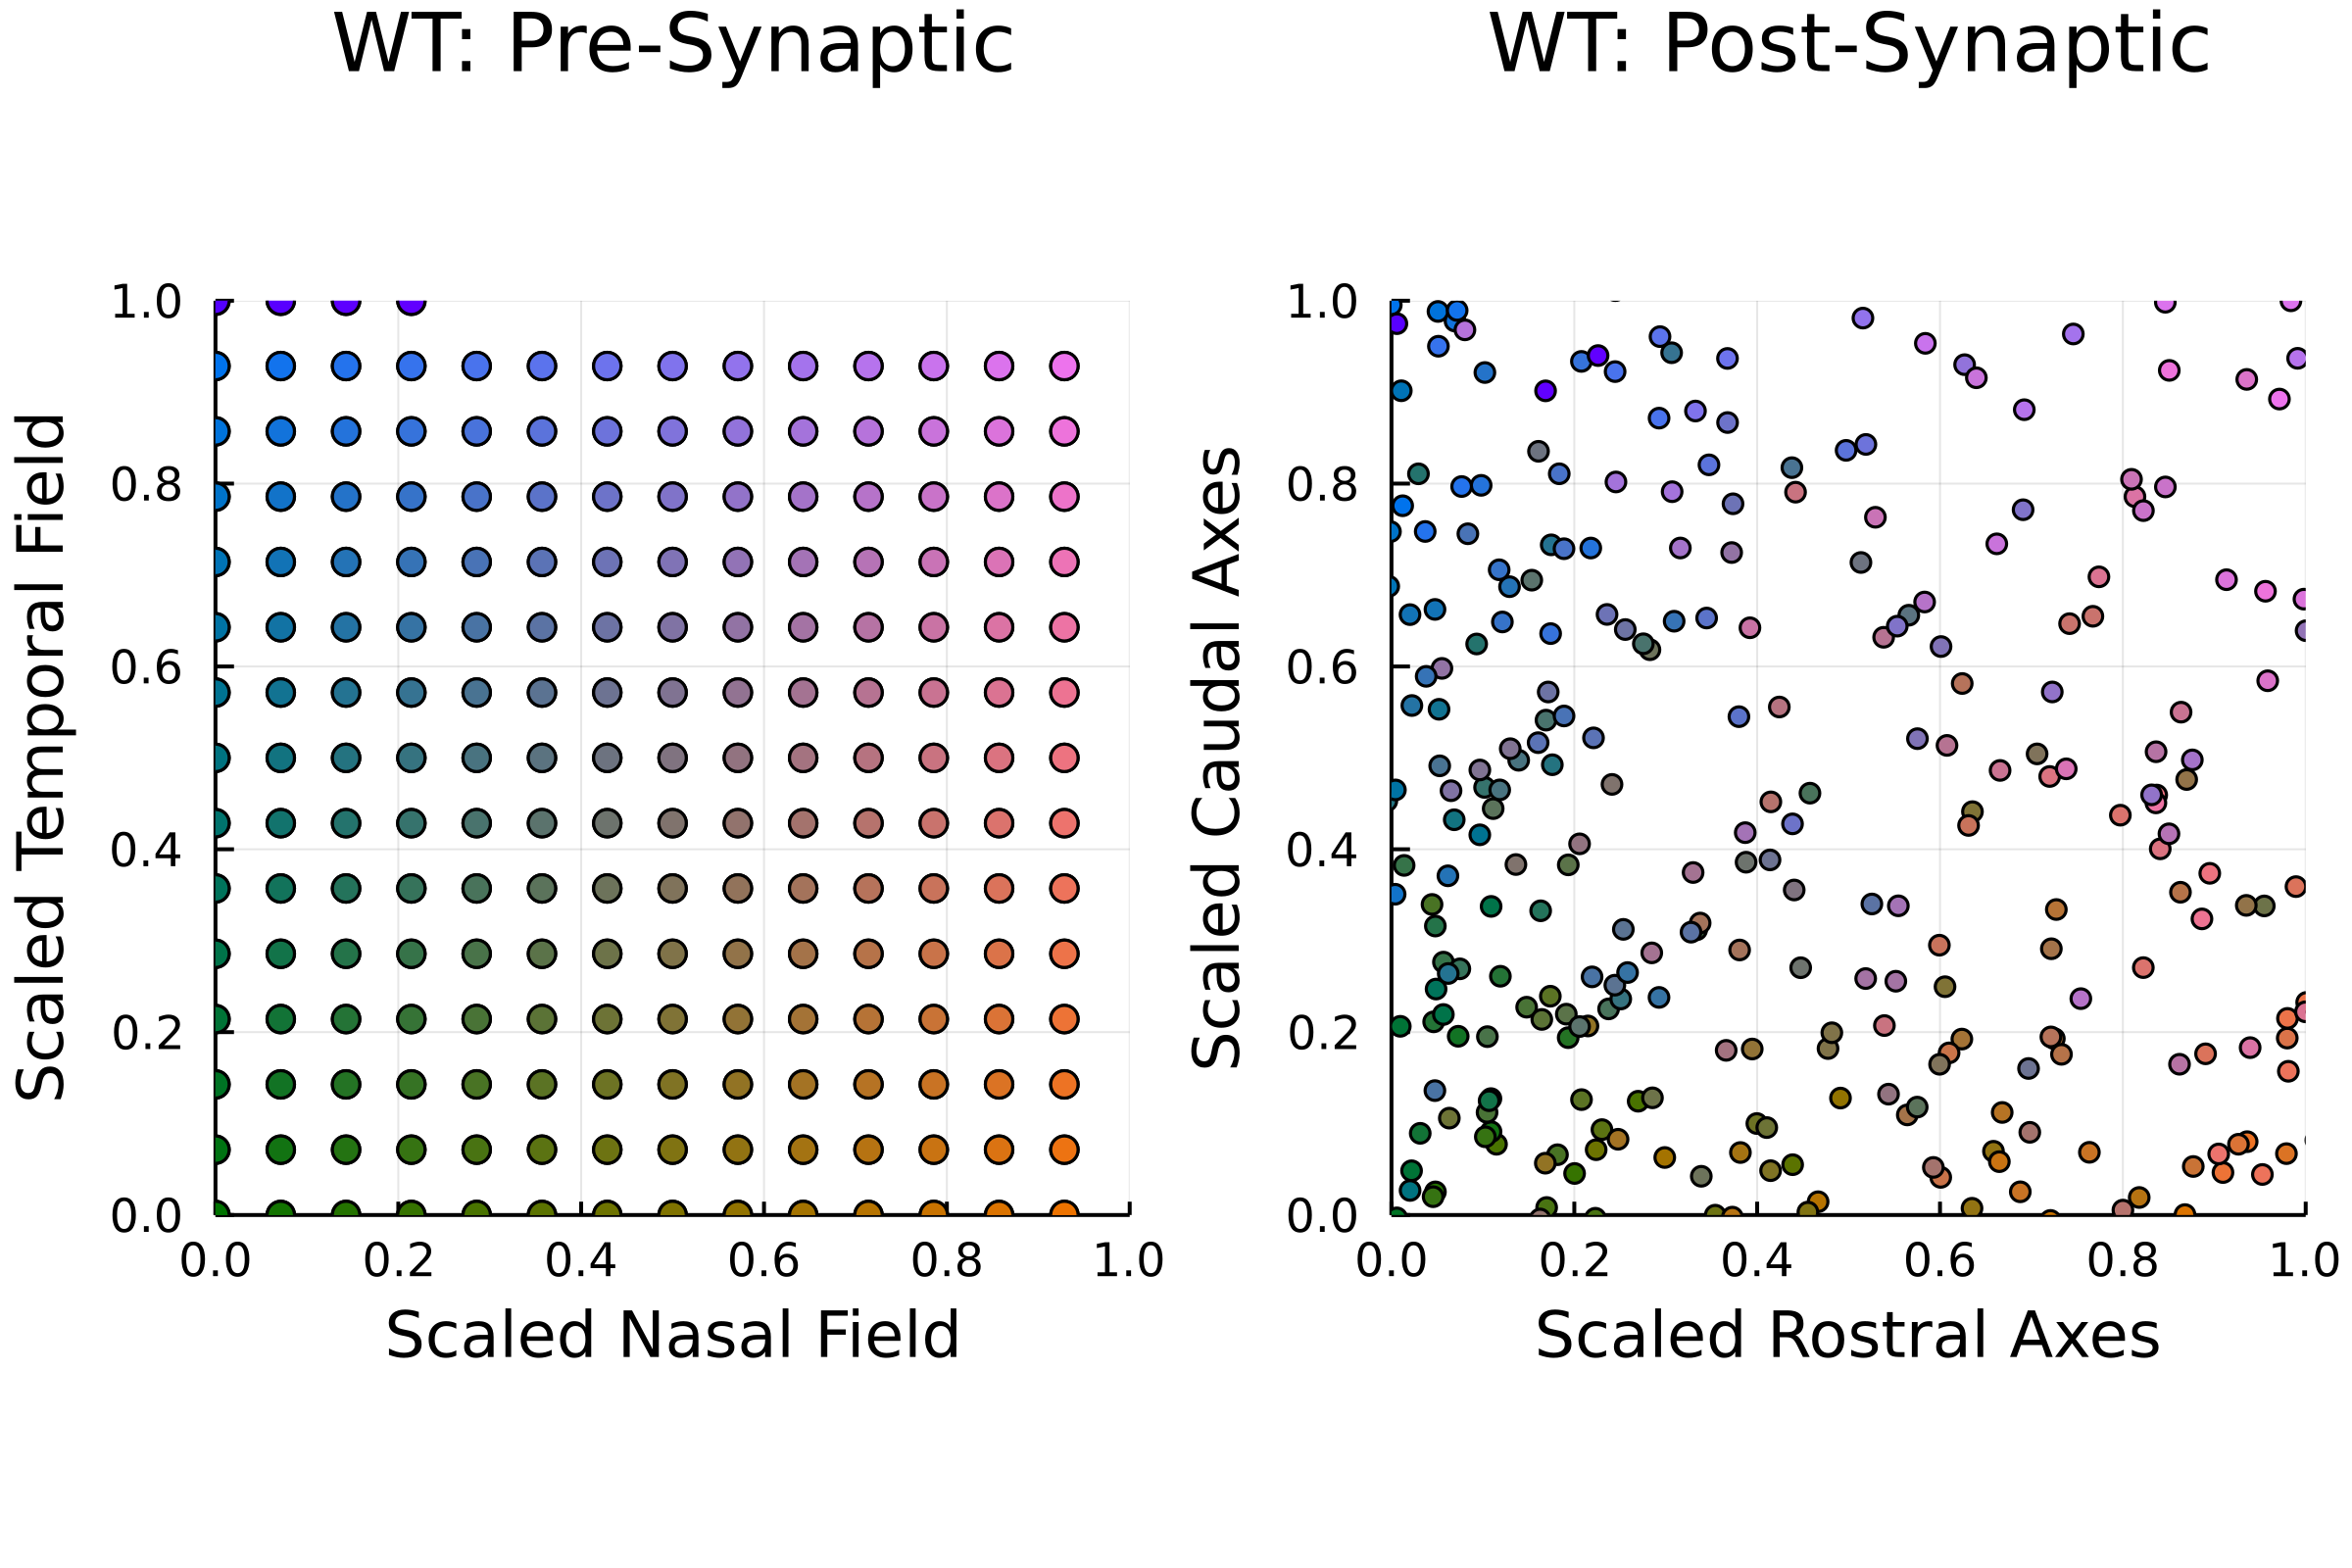 WT: Pre-Synaptic
WT: Post-Synaptic
Scaled Temporal Field
1.0
0.8
0.6
0.4
0.2
0.0
0.0 0.2 0.4 0.6 0.8 1.0
Scaled Nasal Field
Scaled Caudal Axes
1.0
0.8
0.6
0.4
0.2
0.0
0.0 0.2 0.4 0.6 0.8 1.0
Scaled Rostral Axes